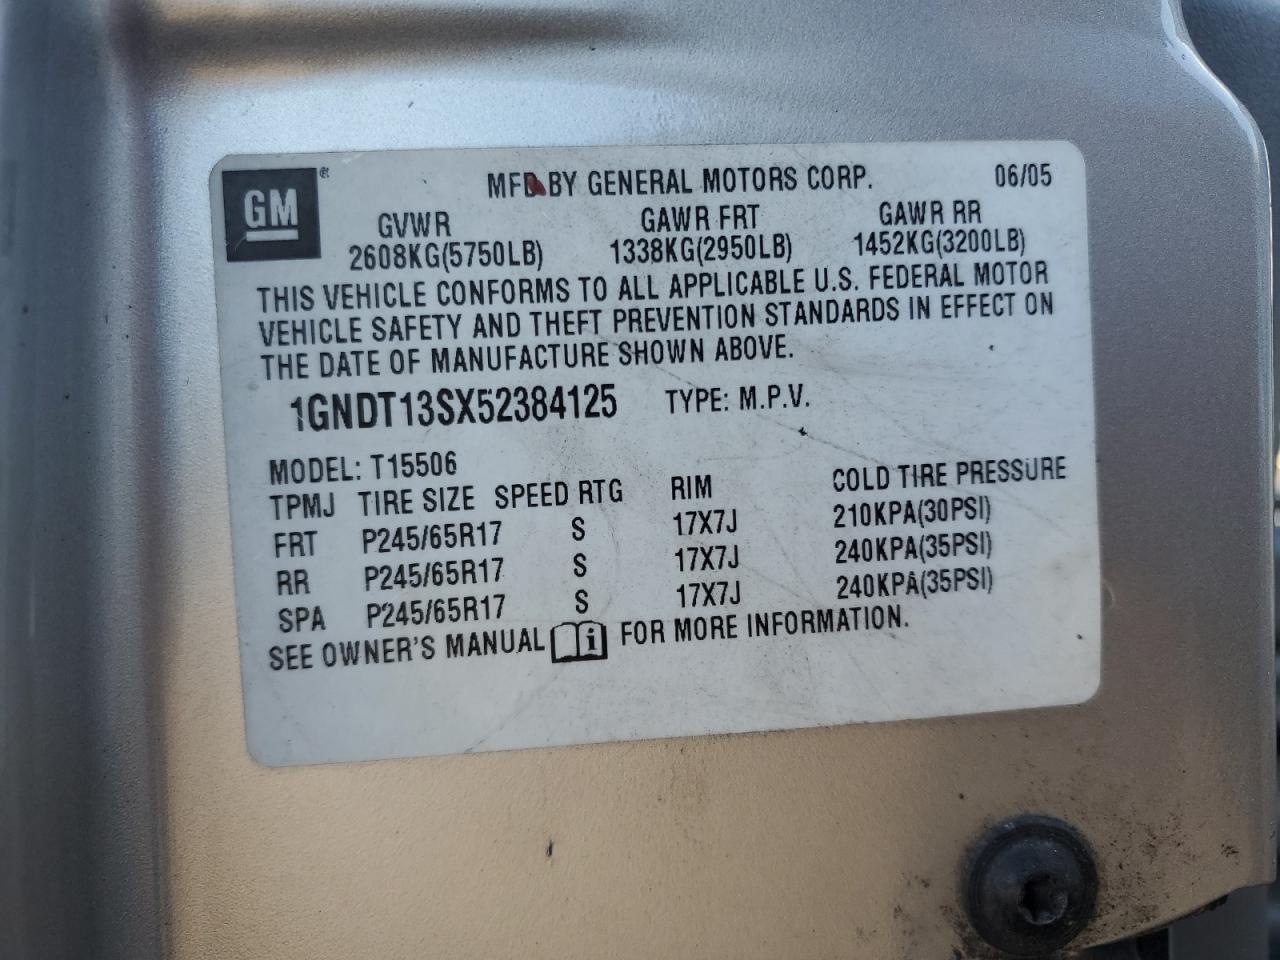 GM® MFD BY GENERAL MOTORS CORP. 06/05
GVWR GAWR FRT GAWR RR
2608KG(5750LB) 1338KG(2950LB) 1452KG(3200LB)
THIS VEHICLE CONFORMS TO ALL APPLICABLE U.S. FEDERAL MOTOR
VEHICLE SAFETY AND THEFT PREVENTION STANDARDS IN EFFECT ON
THE DATE OF MANUFACTURE SHOWN ABOVE.
1GNDT13SX52384125 TYPE: M.P.V.
MODEL: T15506
TPMJ TIRE SIZE SPEED RTG RIM COLD TIRE PRESSURE
FRT P245/65R17 S 17X7J 210KPA(30PSI)
RR P245/65R17 S 17X7J 240KPA(35PSI)
SPA P245/65R17 S 17X7J 240KPA(35PSI)
SEE OWNER'S MANUAL i FOR MORE INFORMATION.